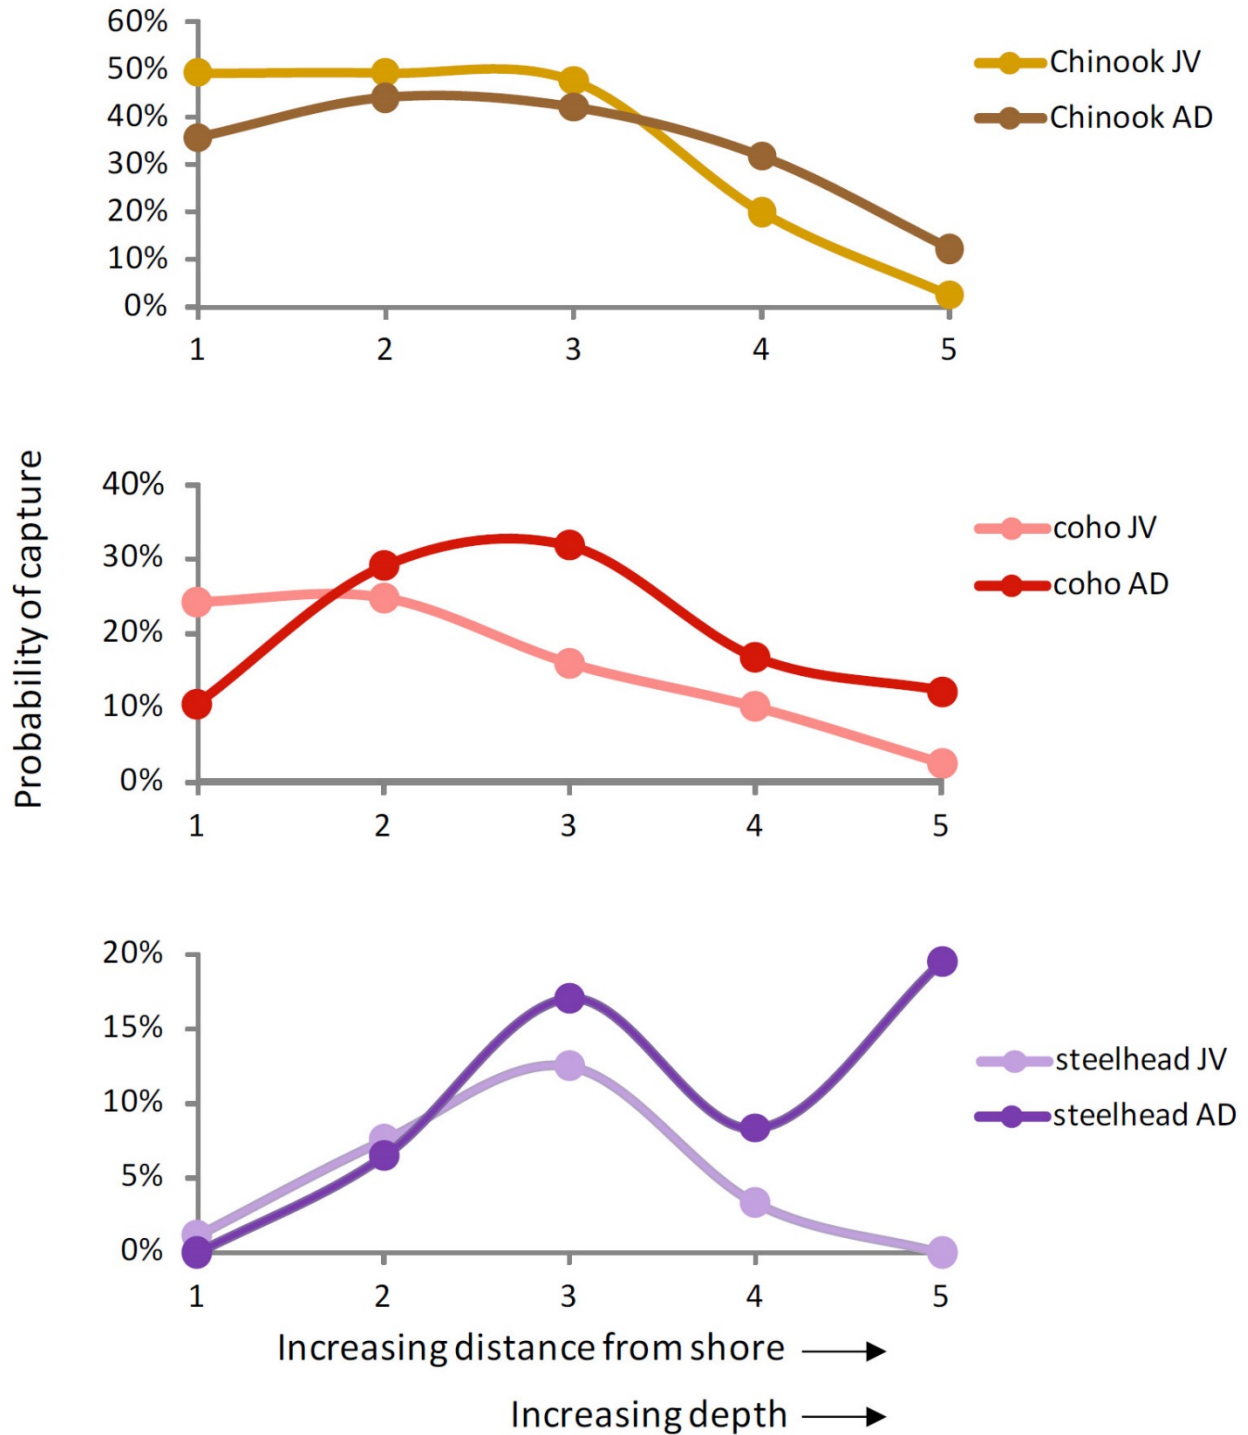 60%
50%
40%
30%
20%
10%
0%
1 2 3 4 5
Chinook JV
Chinook AD
Probability of capture
40%
30%
20%
10%
0%
1 2 3 4 5
coho JV
coho AD
20%
15%
10%
5%
0%
1 2 3 4 5
steelhead JV
steelhead AD
Increasing distance from shore
Increasing depth